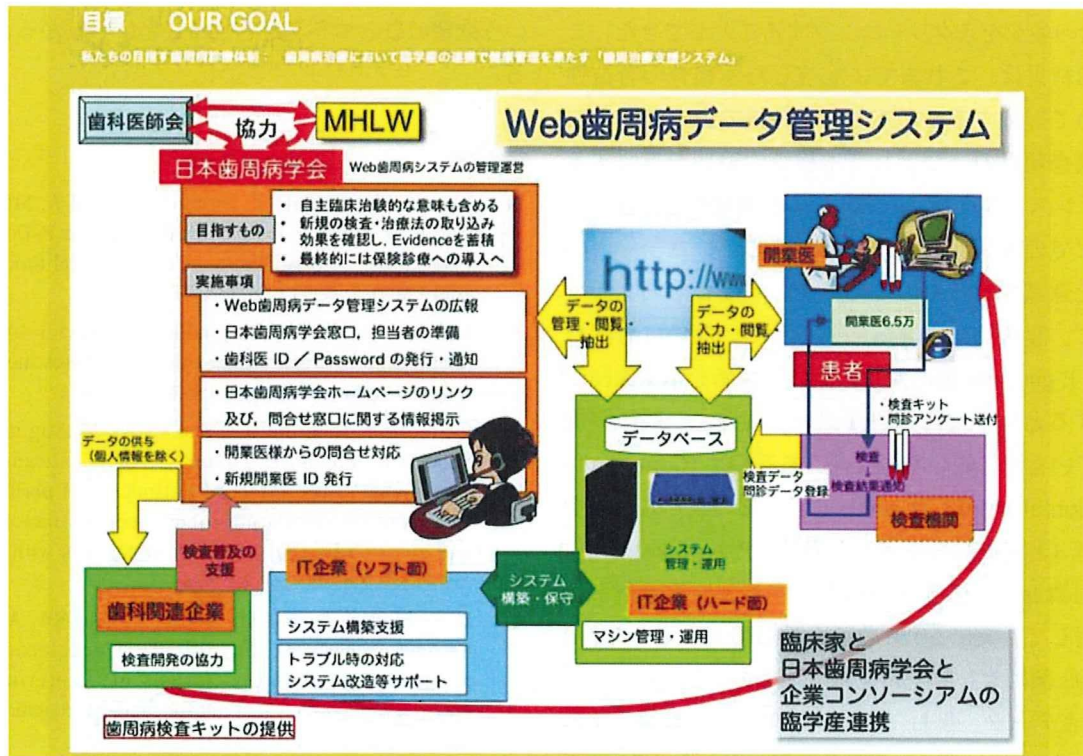 目標 OUR GOAL
私たちの目指す歯周病診療体制： 歯周病治療において臨学産の連携で健康管理を果たす「歯周治療支援システム」
Web歯周病データ管理システム
歯科医師会
協力
MHLW
日本歯周病学会
Web歯周病システムの管理運営
目指すもの
・ 自主臨床治験的な意味も含める
・ 新規の検査・治療法の取り込み
・ 効果を確認し，Evidenceを蓄積
・ 最終的には保険診療への導入へ
実施事項
・Web歯周病データ管理システムの広報
・日本歯周病学会窓口，担当者の準備
・歯科医 ID ／ Password の発行・通知
・日本歯周病学会ホームページのリンク
及び，問合せ窓口に関する情報掲示
・開業医様からの問合せ対応
・新規開業医 ID 発行
http://www
データの
管理・閲覧・
抽出
データの
入力・閲覧・
抽出
開業医
開業医6.5万
患者
・検査キット
・問診アンケート送付
検査
↓
検査結果通知
検査機関
データベース
検査データ
問診データ登録
システム
管理・運用
IT企業（ハード面）
マシン管理・運用
データの供与
（個人情報を除く）
検査普及の
支援
IT企業（ソフト面）
システム
構築・保守
歯科関連企業
検査開発の協力
システム構築支援
トラブル時の対応
システム改造等サポート
臨床家と
日本歯周病学会と
企業コンソーシアムの
臨学産連携
歯周病検査キットの提供